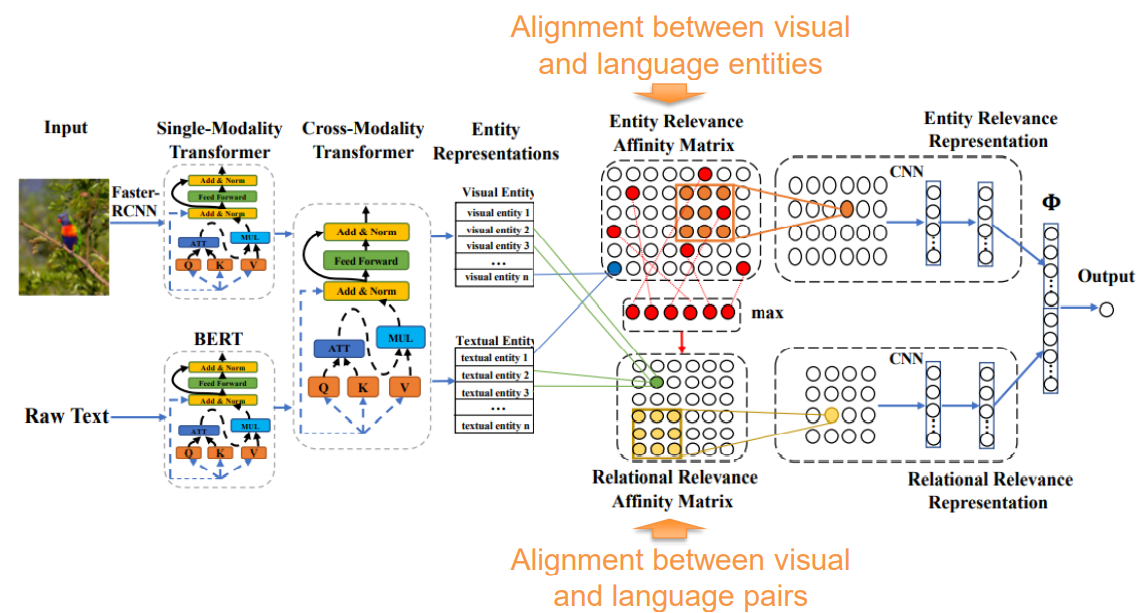 Alignment between visual
and language entities
Input
Single-Modality
Transformer
Cross-Modality
Transformer
Entity
Representations
Entity Relevance
Affinity Matrix
Entity Relevance
Representation
Faster-
RCNN
Add & Norm
Feed Forward
Add & Norm
ATT
MUL
Q
K
V
Add & Norm
Feed Forward
Add & Norm
ATT
MUL
Q
K
V
Visual Entity
visual entity 1
visual entity 2
visual entity 3
...
visual entity n
CNN
Φ
Output
max
BERT
Raw Text
Add & Norm
Feed Forward
Add & Norm
ATT
MUL
Q
K
V
Textual Entity
textual entity 1
textual entity 2
textual entity 3
...
textual entity n
CNN
Relational Relevance
Affinity Matrix
Relational Relevance
Representation
Alignment between visual
and language pairs